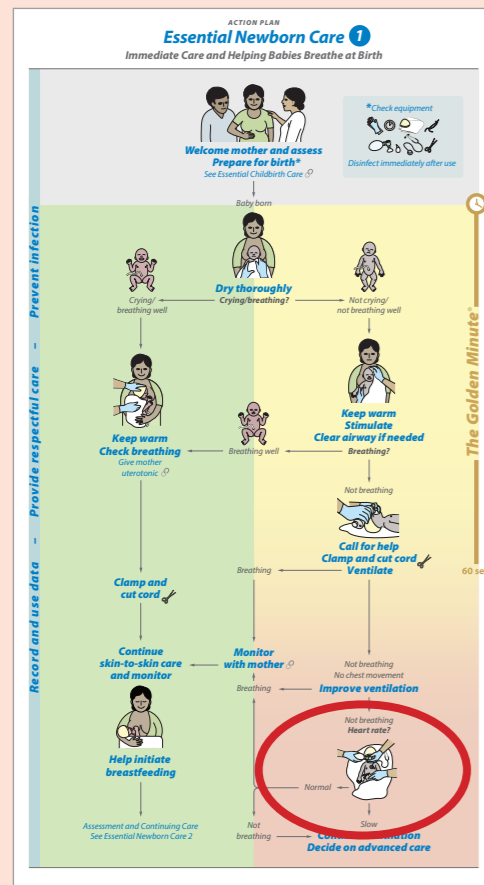 ACTION PLAN
Essential Newborn Care 1
Immediate Care and Helping Babies Breathe at Birth
*Check equipment
Disinfect immediately after use
Welcome mother and assess
Prepare for birth*
See Essential Childbirth Care
Baby born
Dry thoroughly
Crying/breathing?
Crying/
breathing well
Not crying/
not breathing well
Keep warm
Check breathing
Give mother
uterotonic
Keep warm
Stimulate
Clear airway if needed
Breathing?
Breathing well
Not breathing
Call for help
Clamp and cut cord
Ventilate
Breathing
Clamp and
cut cord
Continue
skin-to-skin care
and monitor
Monitor
with mother
Not breathing
No chest movement
Improve ventilation
Breathing
Not breathing
Heart rate?
Help initiate
breastfeeding
Normal
Slow
Assessment and Continuing Care
See Essential Newborn Care 2
Not
breathing
Decide on advanced care
Record and use data – Provide respectful care – Prevent infection
The Golden Minute®
60 se